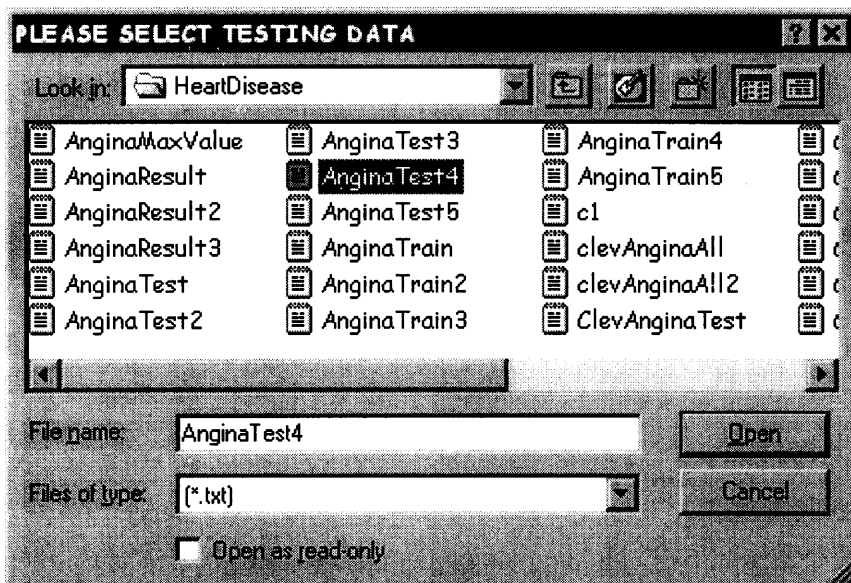 PLEASE SELECT TESTING DATA
Look in: HeartDisease
AnginaMaxValue AnginaTest3 AnginaTrain4
AnginaResult AnginaTest4 AnginaTrain5
AnginaResult2 AnginaTest5 c1
AnginaResult3 AnginaTrain clevAnginaAll
AnginaTest AnginaTrain2 clevAnginaAll2
AnginaTest2 AnginaTrain3 ClevAnginaTest
File name: AnginaTest4 Open
Files of type: (*.txt) Cancel
Open as read-only